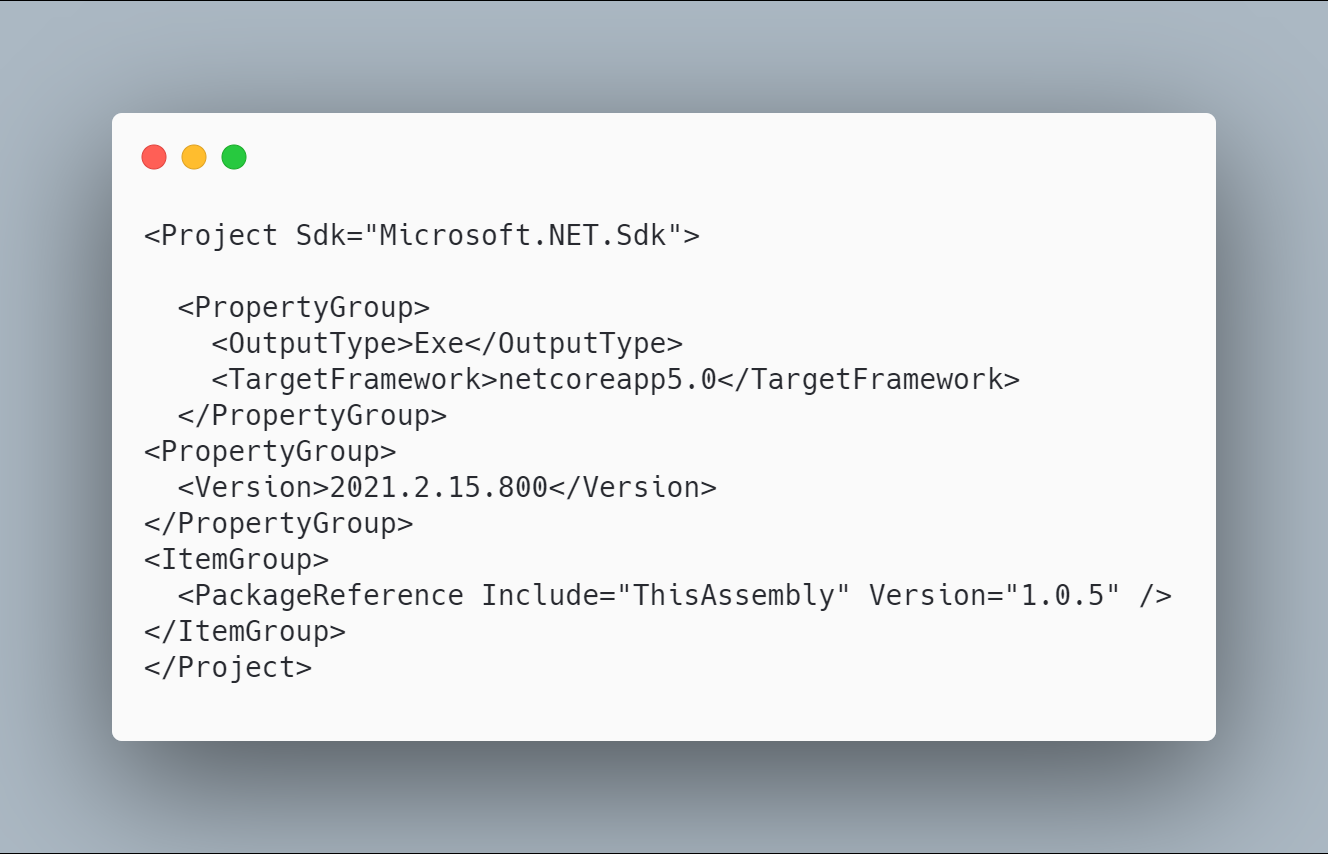 <Project Sdk="Microsoft.NET.Sdk">

  <PropertyGroup>
    <OutputType>Exe</OutputType>
    <TargetFramework>netcoreapp5.0</TargetFramework>
  </PropertyGroup>
<PropertyGroup>
  <Version>2021.2.15.800</Version>
</PropertyGroup>
<ItemGroup>
  <PackageReference Include="ThisAssembly" Version="1.0.5" />
</ItemGroup>
</Project>